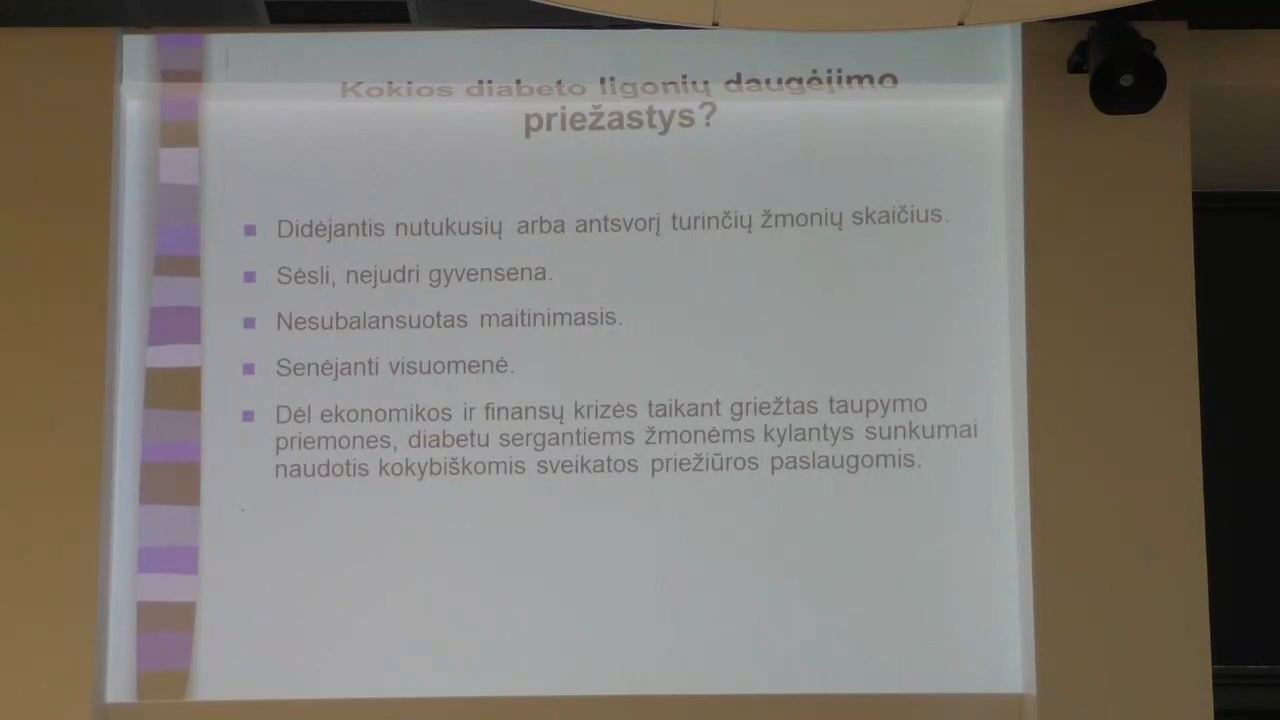 Kokios diabeto ligonių daugėjimo
priežastys?
Didėjantis nutukusių arba antsvorį turinčių žmonių skaičius.
Sėsli, nejudri gyvensena.
Nesubalansuotas maitinimasis.
Senėjanti visuomenė.
Dėl ekonomikos ir finansų krizės taikant griežtas taupymo
priemones, diabetu sergantiems žmonėms kylantys sunkumai
naudotis kokybiškomis sveikatos priežiūros paslaugomis.